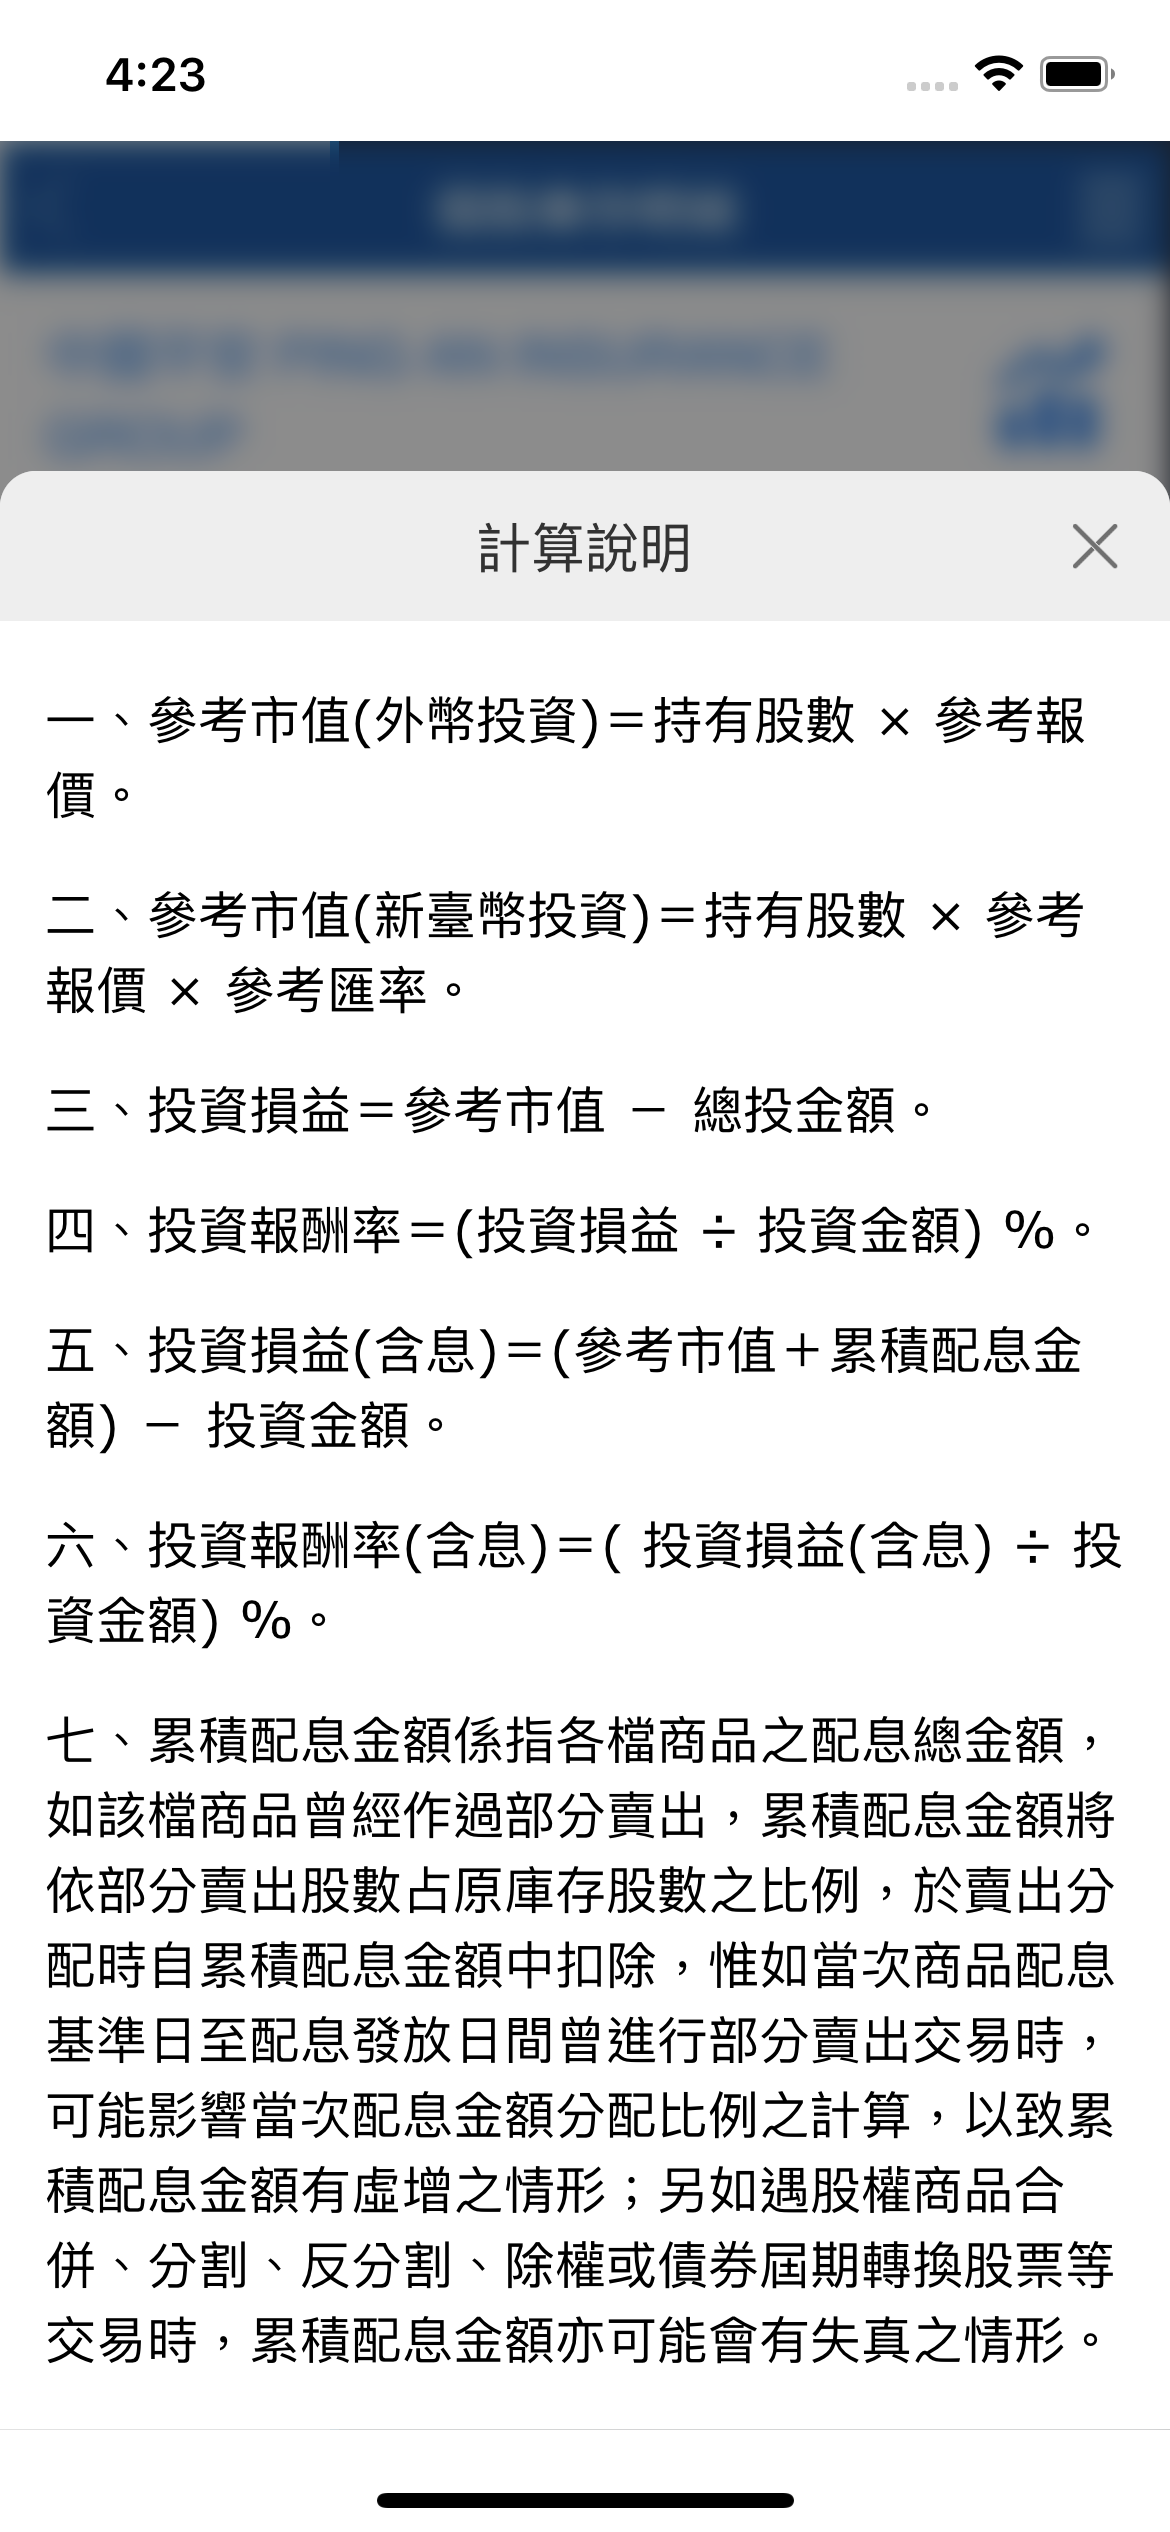 4:23
計算說明
一、參考市值(外幣投資)＝持有股數 × 參考報
價。
二、參考市值(新臺幣投資)＝持有股數 × 參考
報價 × 參考匯率。
三、投資損益＝參考市值 － 總投金額。
四、投資報酬率＝(投資損益 ÷ 投資金額) %。
五、投資損益(含息)＝(參考市值＋累積配息金
額) － 投資金額。
六、投資報酬率(含息)＝( 投資損益(含息) ÷ 投
資金額) %。
七、累積配息金額係指各檔商品之配息總金額，
如該檔商品曾經作過部分賣出，累積配息金額將
依部分賣出股數占原庫存股數之比例，於賣出分
配時自累積配息金額中扣除，惟如當次商品配息
基準日至配息發放日間曾進行部分賣出交易時，
可能影響當次配息金額分配比例之計算，以致累
積配息金額有虛增之情形；另如遇股權商品合
併、分割、反分割、除權或債券屆期轉換股票等
交易時，累積配息金額亦可能會有失真之情形。